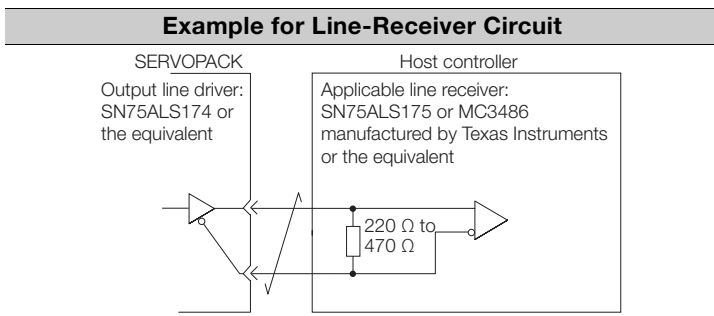 Example for Line-Receiver Circuit
SERVOPACK
Host controller
Output line driver:
SN75ALS174 or
the equivalent
Applicable line receiver:
SN75ALS175 or MC3486
manufactured by Texas Instruments
or the equivalent
220 Ω to
470 Ω